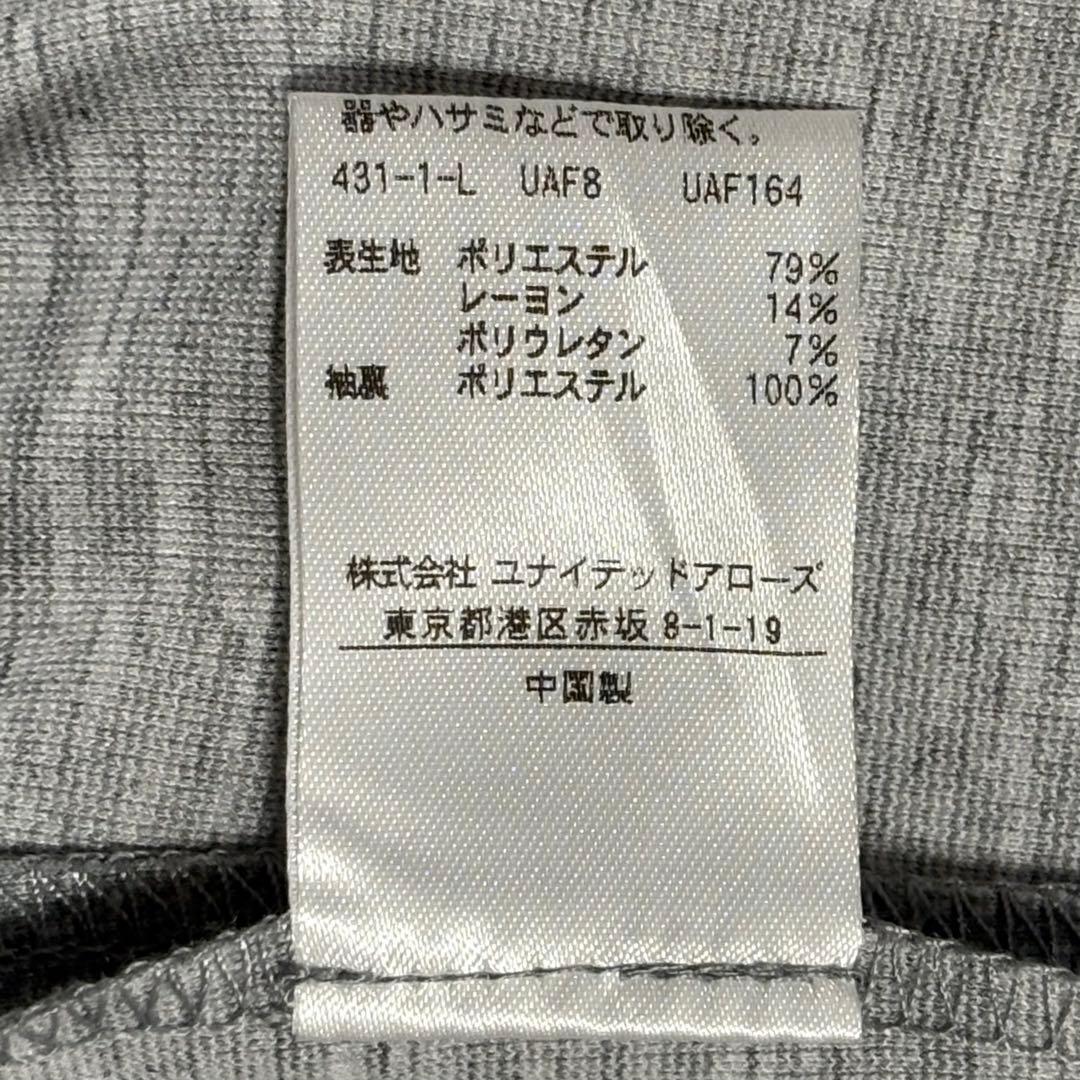 器やハサミなどで取り除く。
431-1-L UAF8 UAF164
表生地 ポリエステル 79%
レーヨン 14%
ポリウレタン 7%
袖裏 ポリエステル 100%
株式会社 ユナイテッドアローズ
東京都港区赤坂 8-1-19
中国製